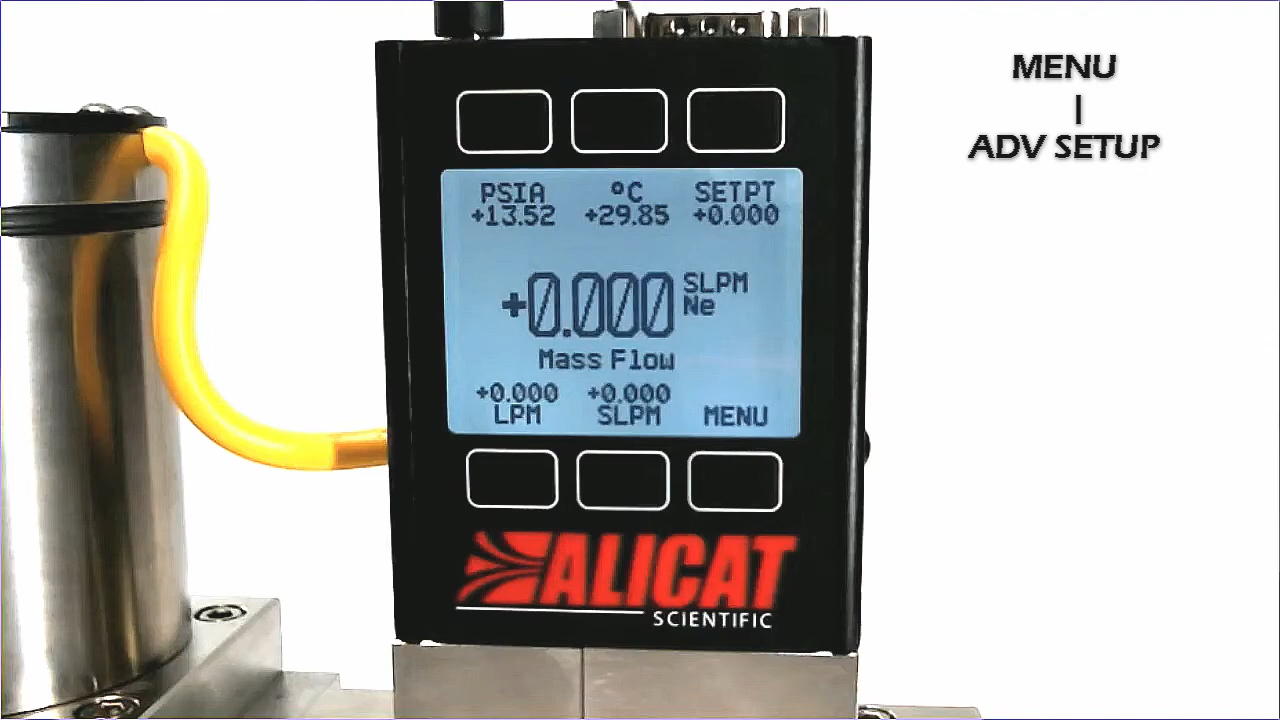 MENU
|
ADV SETUP
PSIA °C SETPT
+13.52 +29.85 +0.000
+0.000 SLPM
Ne
Mass Flow
+0.000 +0.000
LPM SLPM MENU
ALICAT
SCIENTIFIC